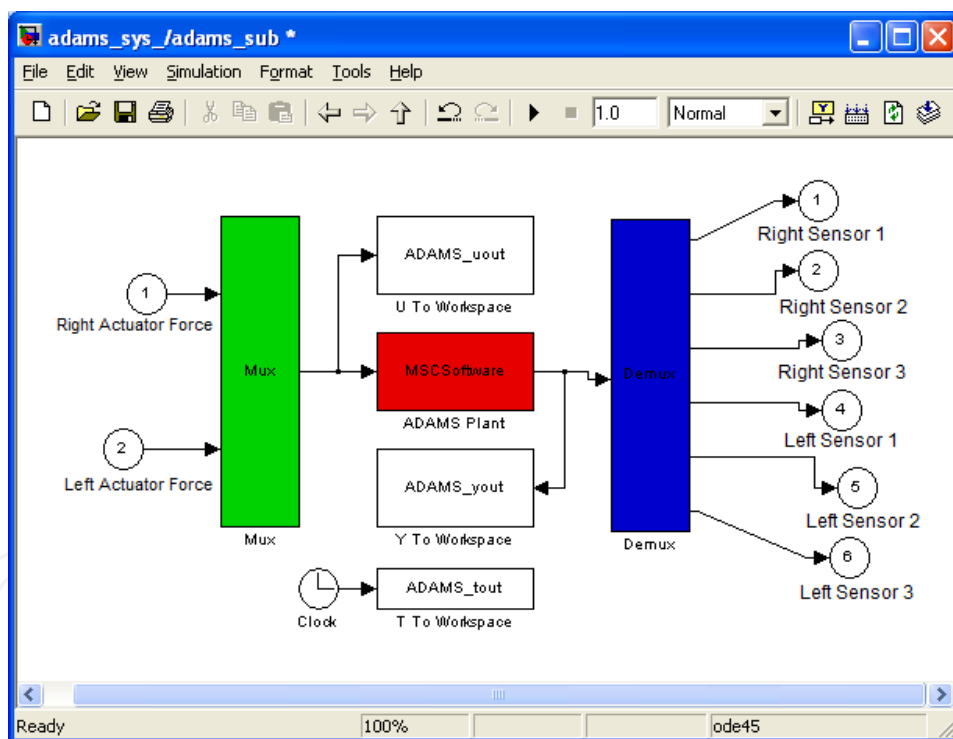 adams_sys_/adams_sub *
File Edit View Simulation Format Tools Help
1.0 Normal
1
Right Sensor 1
ADAMS_uout
U To Workspace
2
Right Sensor 2
1
Right Actuator Force
3
Right Sensor 3
Mux
MSCSoftware
ADAMS Plant
Demux
4
Left Sensor 1
2
Left Actuator Force
ADAMS_yout
Y To Workspace
5
Left Sensor 2
Mux
Demux
6
Left Sensor 3
Clock
ADAMS_tout
T To Workspace
Ready 100% ode45